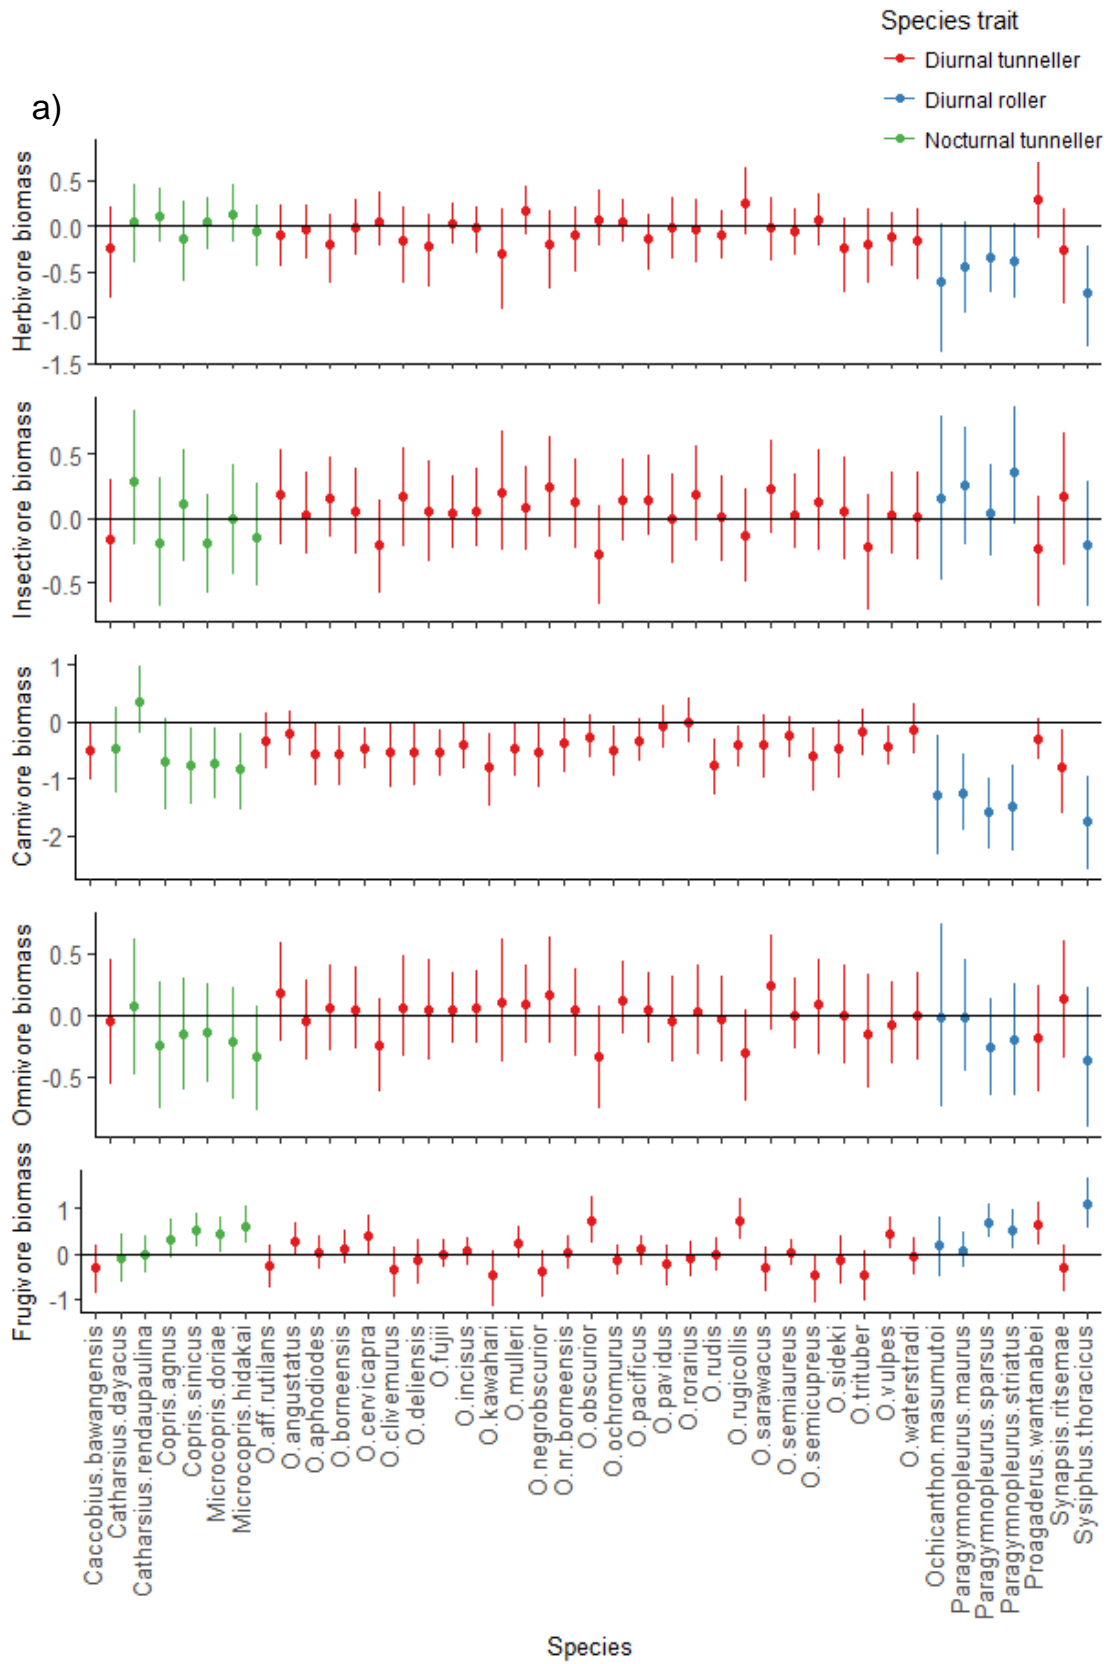 Species trait
Diurnal tunneller
Diurnal roller
Nocturnal tunneller
a)
Herbivore biomass
0.5
0.0
-0.5
-1.0
-1.5
Insectivore biomass
0.5
0.0
-0.5
Carnivore biomass
1
0
-1
-2
Omnivore biomass
0.5
0.0
-0.5
Frugivore biomass
1
0
-1
Caccobius.bawangensis
Catharsius.dayacus
Catharsius.rendaupaulina
Copris.agnus
Copris.sinicus
Microcopris.doriae
Microcopris.hidakai
O.aff.rutilans
O.angustatus
O.aphodiodes
O.borneensis
O.cervicapra
O.clivemurus
O.deliensis
O.fujii
O.incisus
O.kawahari
O.mulleri
O.negrobscurior
O.nr.borneensis
O.obscurior
O.ochromurus
O.pacificus
O.pavidus
O.rorarius
O.rudis
O.rugicollis
O.sarawacus
O.semiaureus
O.semicupreus
O.sideki
O.trituber
O.vulpes
O.waterstradi
Ochicanthon.masumutoi
Paragymnopleurus.maurus
Paragymnopleurus.sparsus
Paragymnopleurus.striatus
Proagaderus.wantanabei
Synapsis.ritsemae
Sysiphus.thoracicus
Species